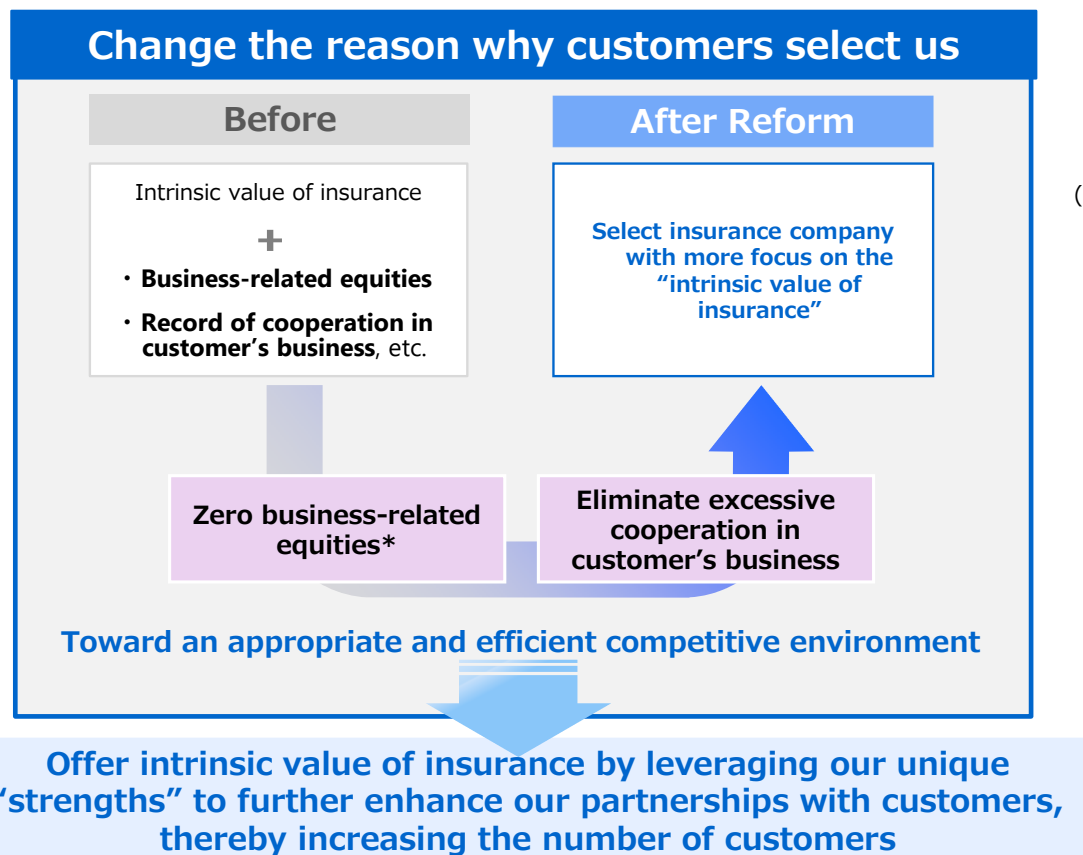 Change the reason why customers select us
Before
After Reform
Intrinsic value of insurance
+
・Business-related equities
・Record of cooperation in
customer’s business, etc.
Select insurance company
with more focus on the
“intrinsic value of
insurance”
(
Zero business-related
equities*
Eliminate excessive
cooperation in
customer’s business
Toward an appropriate and efficient competitive environment
Offer intrinsic value of insurance by leveraging our unique
“strengths” to further enhance our partnerships with customers,
thereby increasing the number of customers